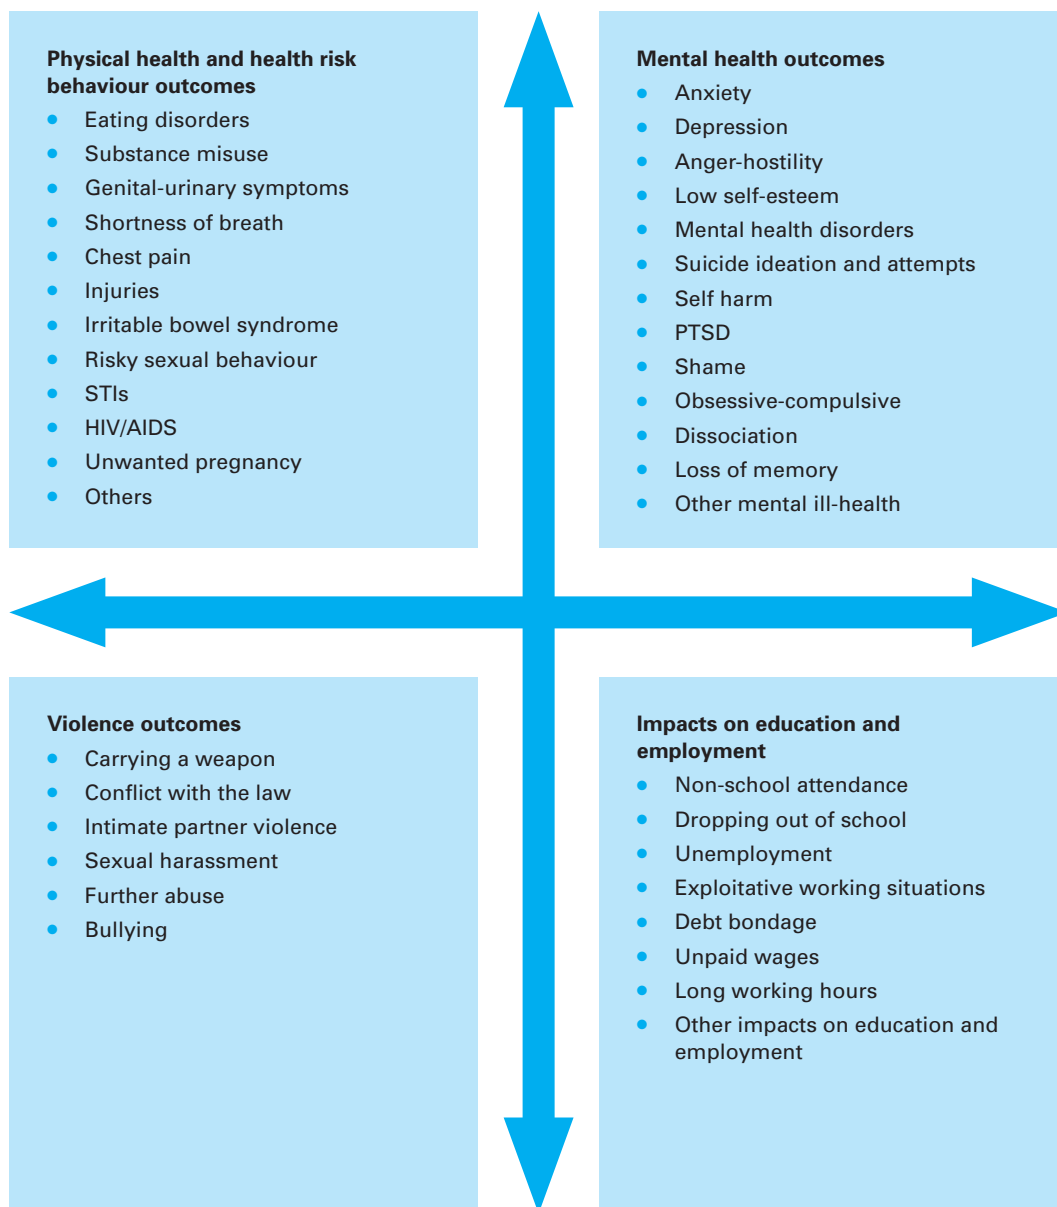 Physical health and health risk
behaviour outcomes
• Eating disorders
• Substance misuse
• Genital-urinary symptoms
• Shortness of breath
• Chest pain
• Injuries
• Irritable bowel syndrome
• Risky sexual behaviour
• STIs
• HIV/AIDS
• Unwanted pregnancy
• Others
Mental health outcomes
• Anxiety
• Depression
• Anger-hostility
• Low self-esteem
• Mental health disorders
• Suicide ideation and attempts
• Self harm
• PTSD
• Shame
• Obsessive-compulsive
• Dissociation
• Loss of memory
• Other mental ill-health
Violence outcomes
• Carrying a weapon
• Conflict with the law
• Intimate partner violence
• Sexual harassment
• Further abuse
• Bullying
Impacts on education and
employment
• Non-school attendance
• Dropping out of school
• Unemployment
• Exploitative working situations
• Debt bondage
• Unpaid wages
• Long working hours
• Other impacts on education and
employment